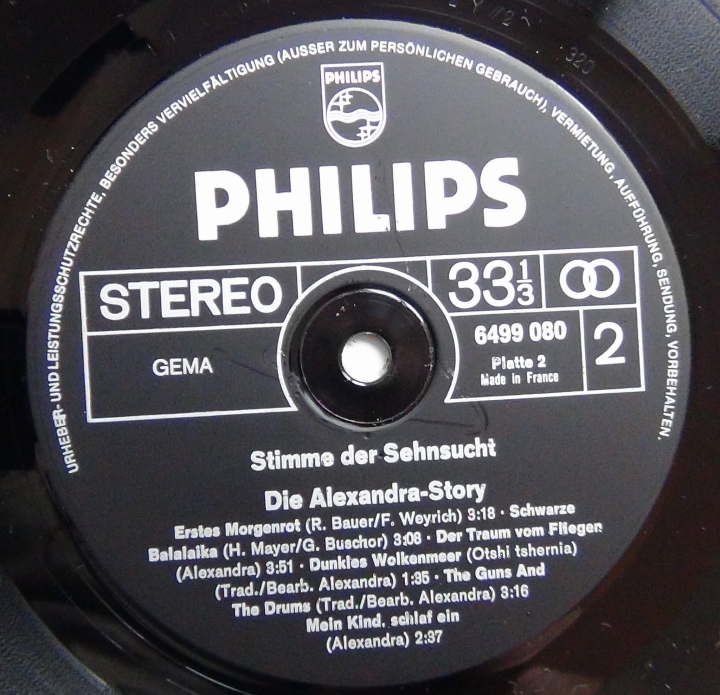 URHEBER- UND LEISTUNGSSCHUTZRECHTE, BESONDERS VERVIELFÄLTIGUNG (AUSSER ZUM PERSÖNLICHEN GEBRAUCH), VERMIETUNG, AUFFÜHRUNG, SENDUNG, VORBEHALTEN.
PHILIPS
PHILIPS
STEREO
33 1/3
GEMA
6499 080
2
Platte 2
Made in France
Stimme der Sehnsucht
Die Alexandra-Story
Erstes Morgenrot (R. Bauer/F. Weyrich) 3:18 · Schwarze
Balalaika (H. Mayer/G. Buschor) 3:08 · Der Traum vom Fliegen
(Alexandra) 3:51 · Dunkles Wolkenmeer (Otshi tshernia)
(Trad./Bearb. Alexandra) 1:35 · The Guns And
The Drums (Trad./Bearb. Alexandra) 3:16
Mein Kind, schlaf ein
(Alexandra) 2:37
320